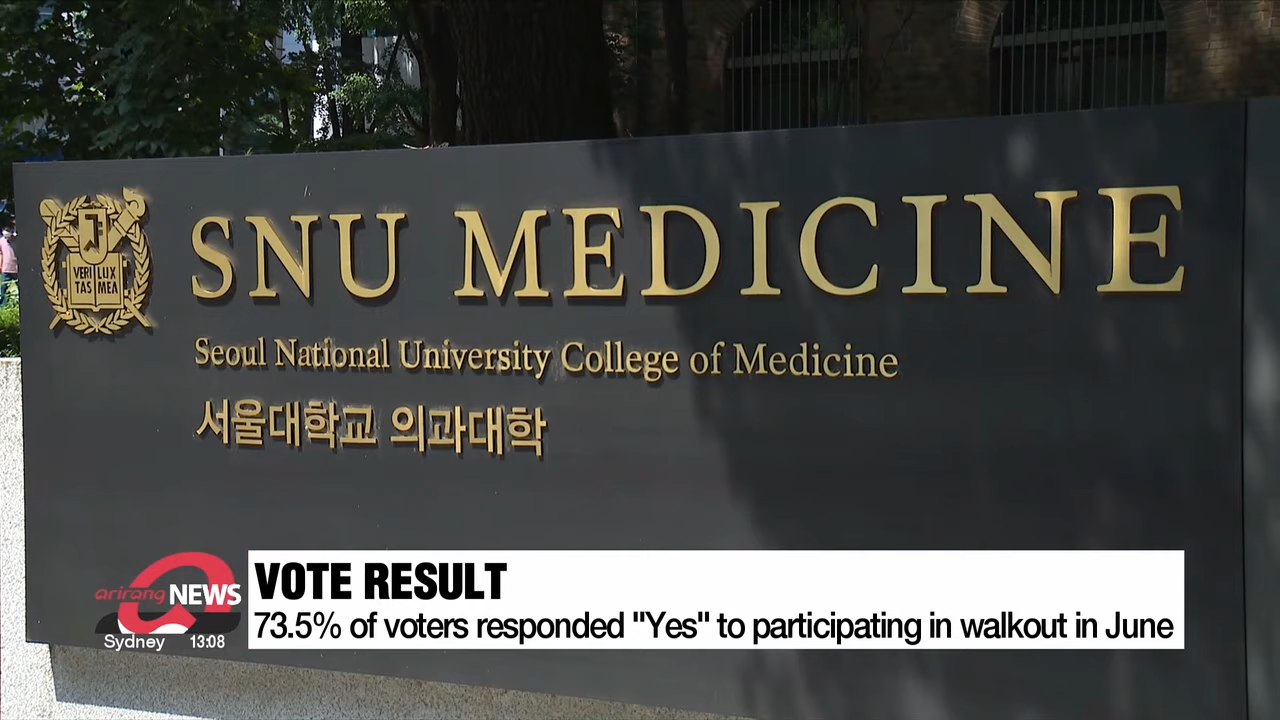 VERI LUX
TAS MEA
SNU MEDICINE
Seoul National University College of Medicine
서울대학교 의과대학
arirang NEWS
Sydney 13:08
VOTE RESULT
73.5% of voters responded "Yes" to participating in walkout in June